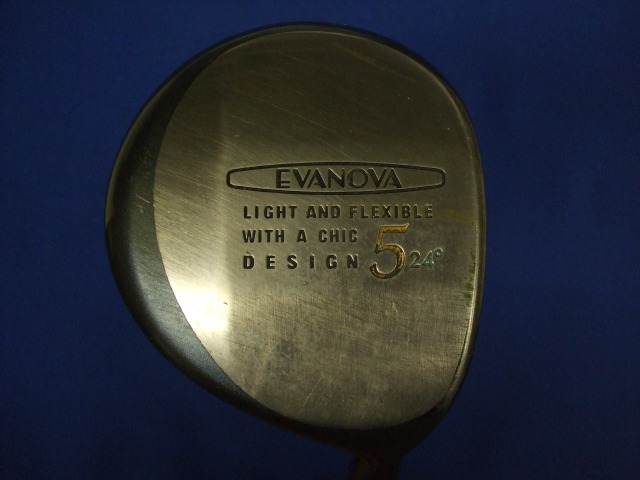 EVANOVA
LIGHT AND FLEXIBLE
WITH A CHIC
DESIGN 5 24°